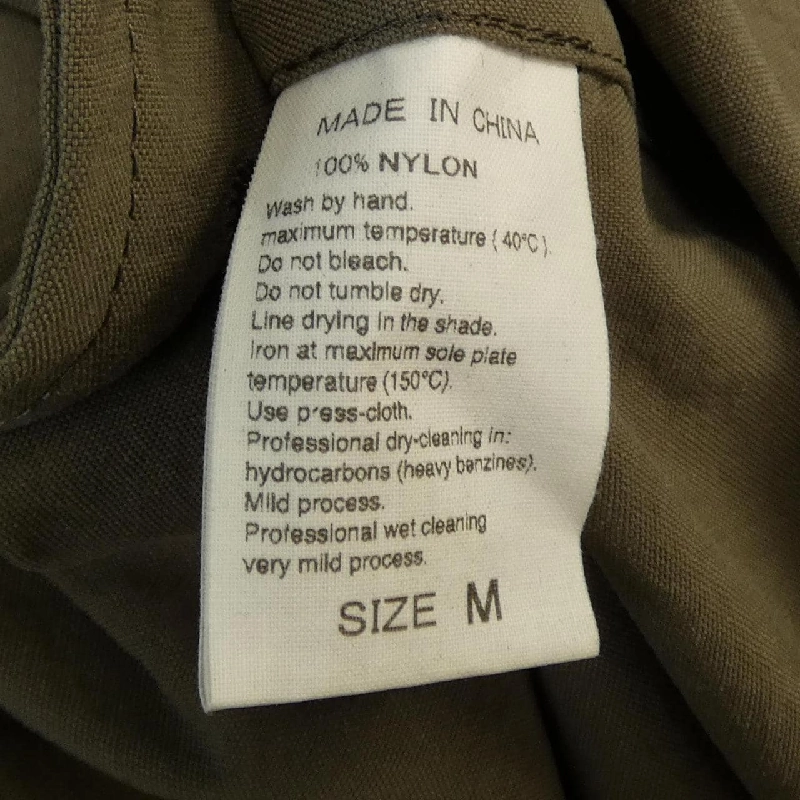 MADE IN CHINA
100% NYLON
Wash by hand.
maximum temperature (40°C).
Do not bleach.
Do not tumble dry.
Line drying in the shade.
Iron at maximum sole plate
temperature (150°C).
Use press-cloth.
Professional dry-cleaning in:
hydrocarbons (heavy benzines).
Mild process.
Professional wet cleaning
very mild process.
SIZE M